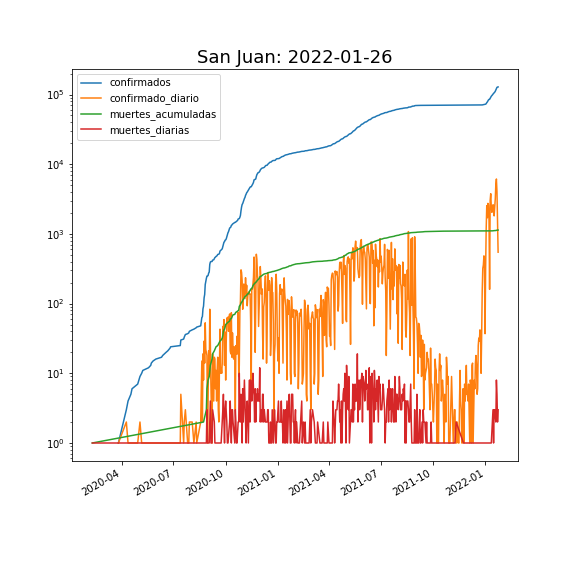 San Juan: 2022-01-26
confirmados
confirmado_diario
muertes_acumuladas
muertes_diarias
10^5
10^4
10^3
10^2
10^1
10^0
2020-04 2020-07 2020-10 2021-01 2021-04 2021-07 2021-10 2022-01